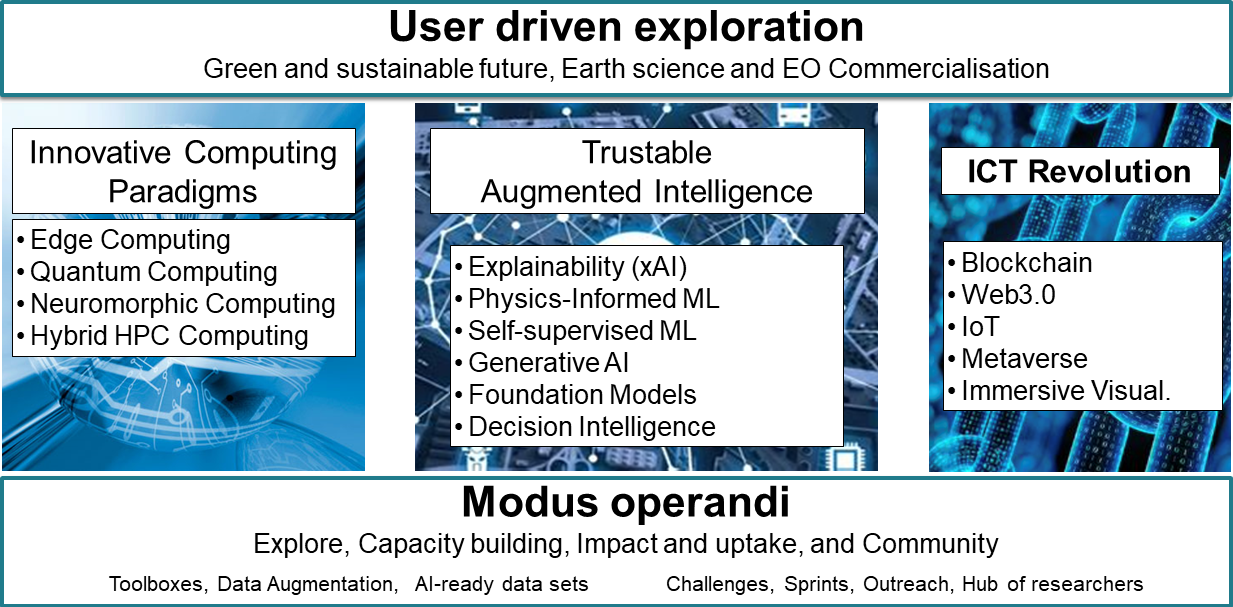 User driven exploration
Green and sustainable future, Earth science and EO Commercialisation
Innovative Computing
Paradigms
• Edge Computing
• Quantum Computing
• Neuromorphic Computing
• Hybrid HPC Computing
Trustable
Augmented Intelligence
• Explainability (xAI)
• Physics-Informed ML
• Self-supervised ML
• Generative AI
• Foundation Models
• Decision Intelligence
ICT Revolution
• Blockchain
• Web3.0
• IoT
• Metaverse
• Immersive Visual.
Modus operandi
Explore, Capacity building, Impact and uptake, and Community
Toolboxes, Data Augmentation, AI-ready data sets
Challenges, Sprints, Outreach, Hub of researchers